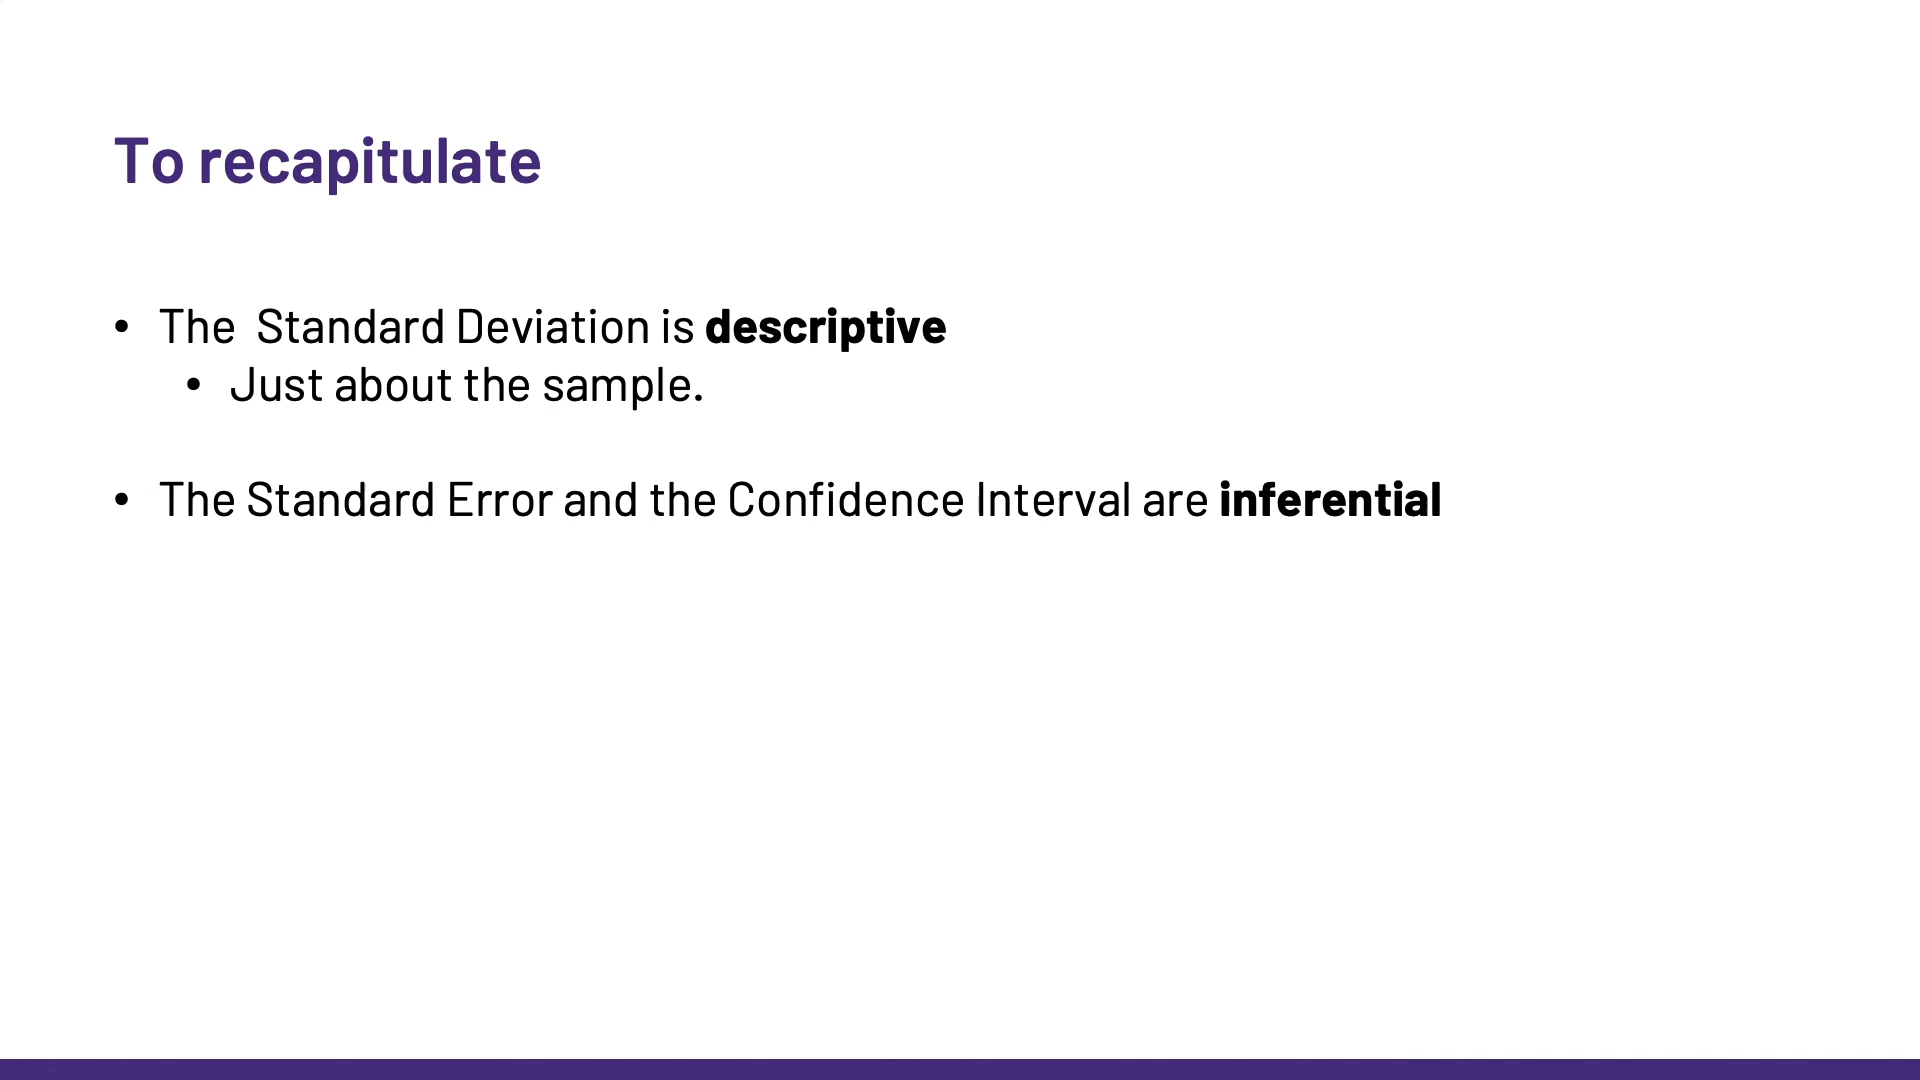 To recapitulate
• The  Standard Deviation is descriptive
• Just about the sample.
• The Standard Error and the Confidence Interval are inferential